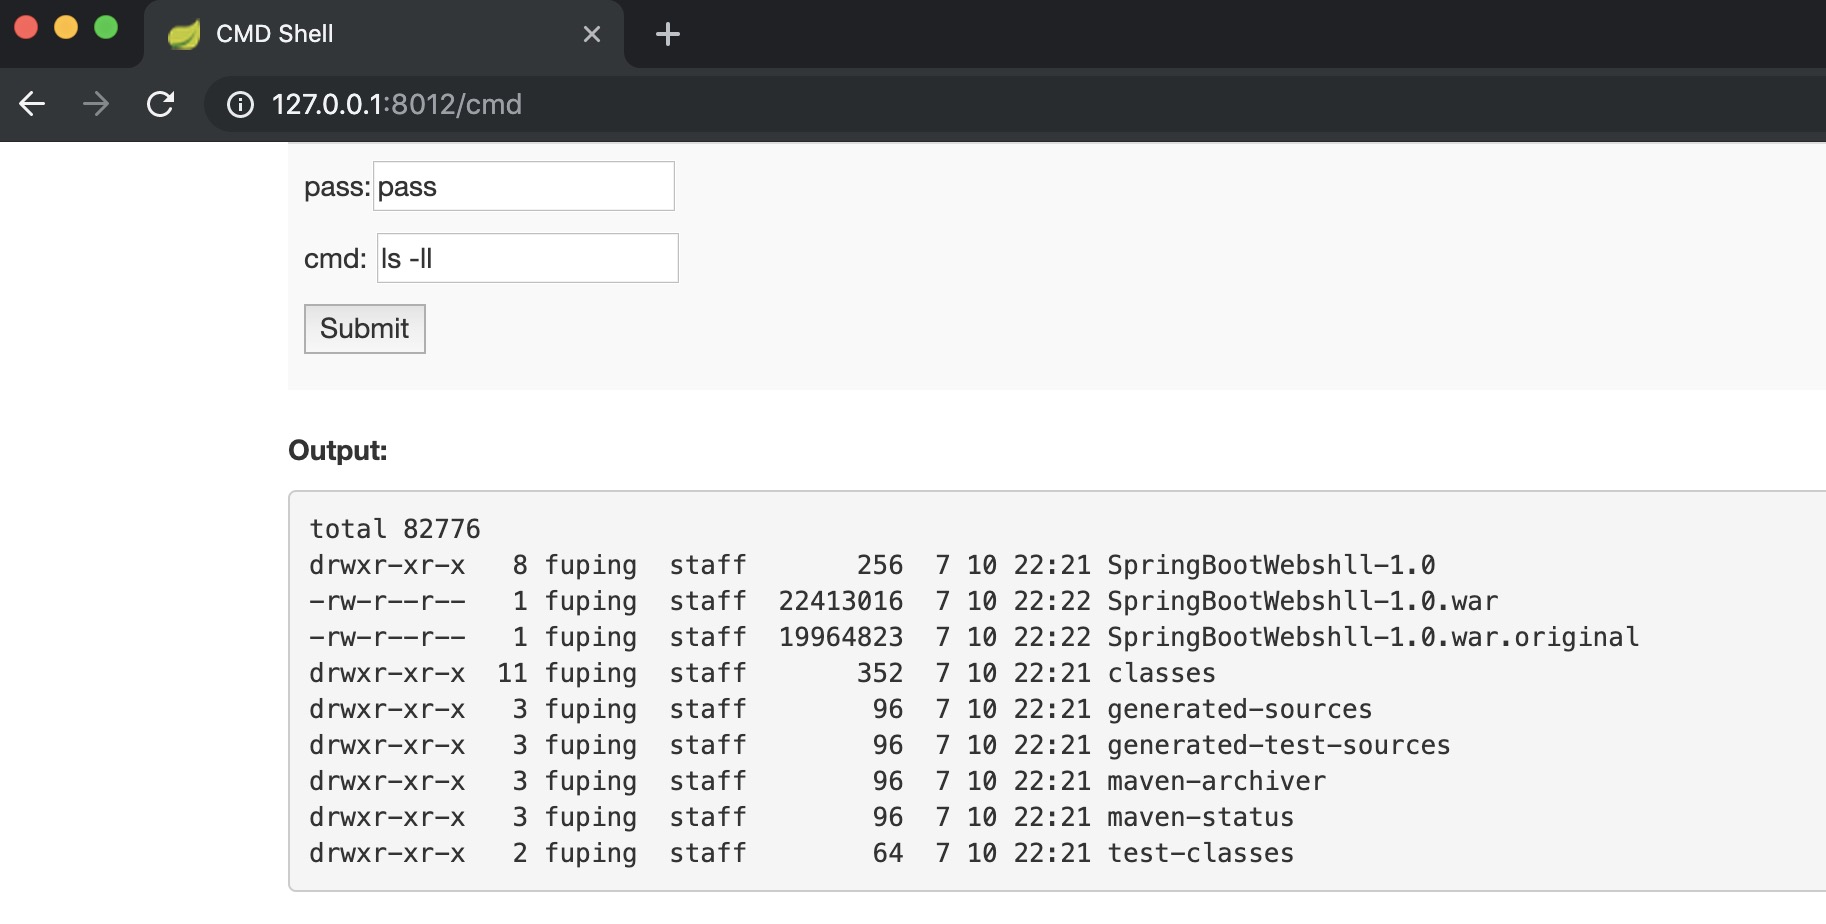 CMD Shell
127.0.0.1:8012/cmd
pass: pass
cmd: ls -ll
Submit
Output:
total 82776
drwxr-xr-x   8 fuping  staff       256  7 10 22:21 SpringBootWebshll-1.0
-rw-r--r--   1 fuping  staff  22413016  7 10 22:22 SpringBootWebshll-1.0.war
-rw-r--r--   1 fuping  staff  19964823  7 10 22:22 SpringBootWebshll-1.0.war.original
drwxr-xr-x  11 fuping  staff       352  7 10 22:21 classes
drwxr-xr-x   3 fuping  staff        96  7 10 22:21 generated-sources
drwxr-xr-x   3 fuping  staff        96  7 10 22:21 generated-test-sources
drwxr-xr-x   3 fuping  staff        96  7 10 22:21 maven-archiver
drwxr-xr-x   3 fuping  staff        96  7 10 22:21 maven-status
drwxr-xr-x   2 fuping  staff        64  7 10 22:21 test-classes